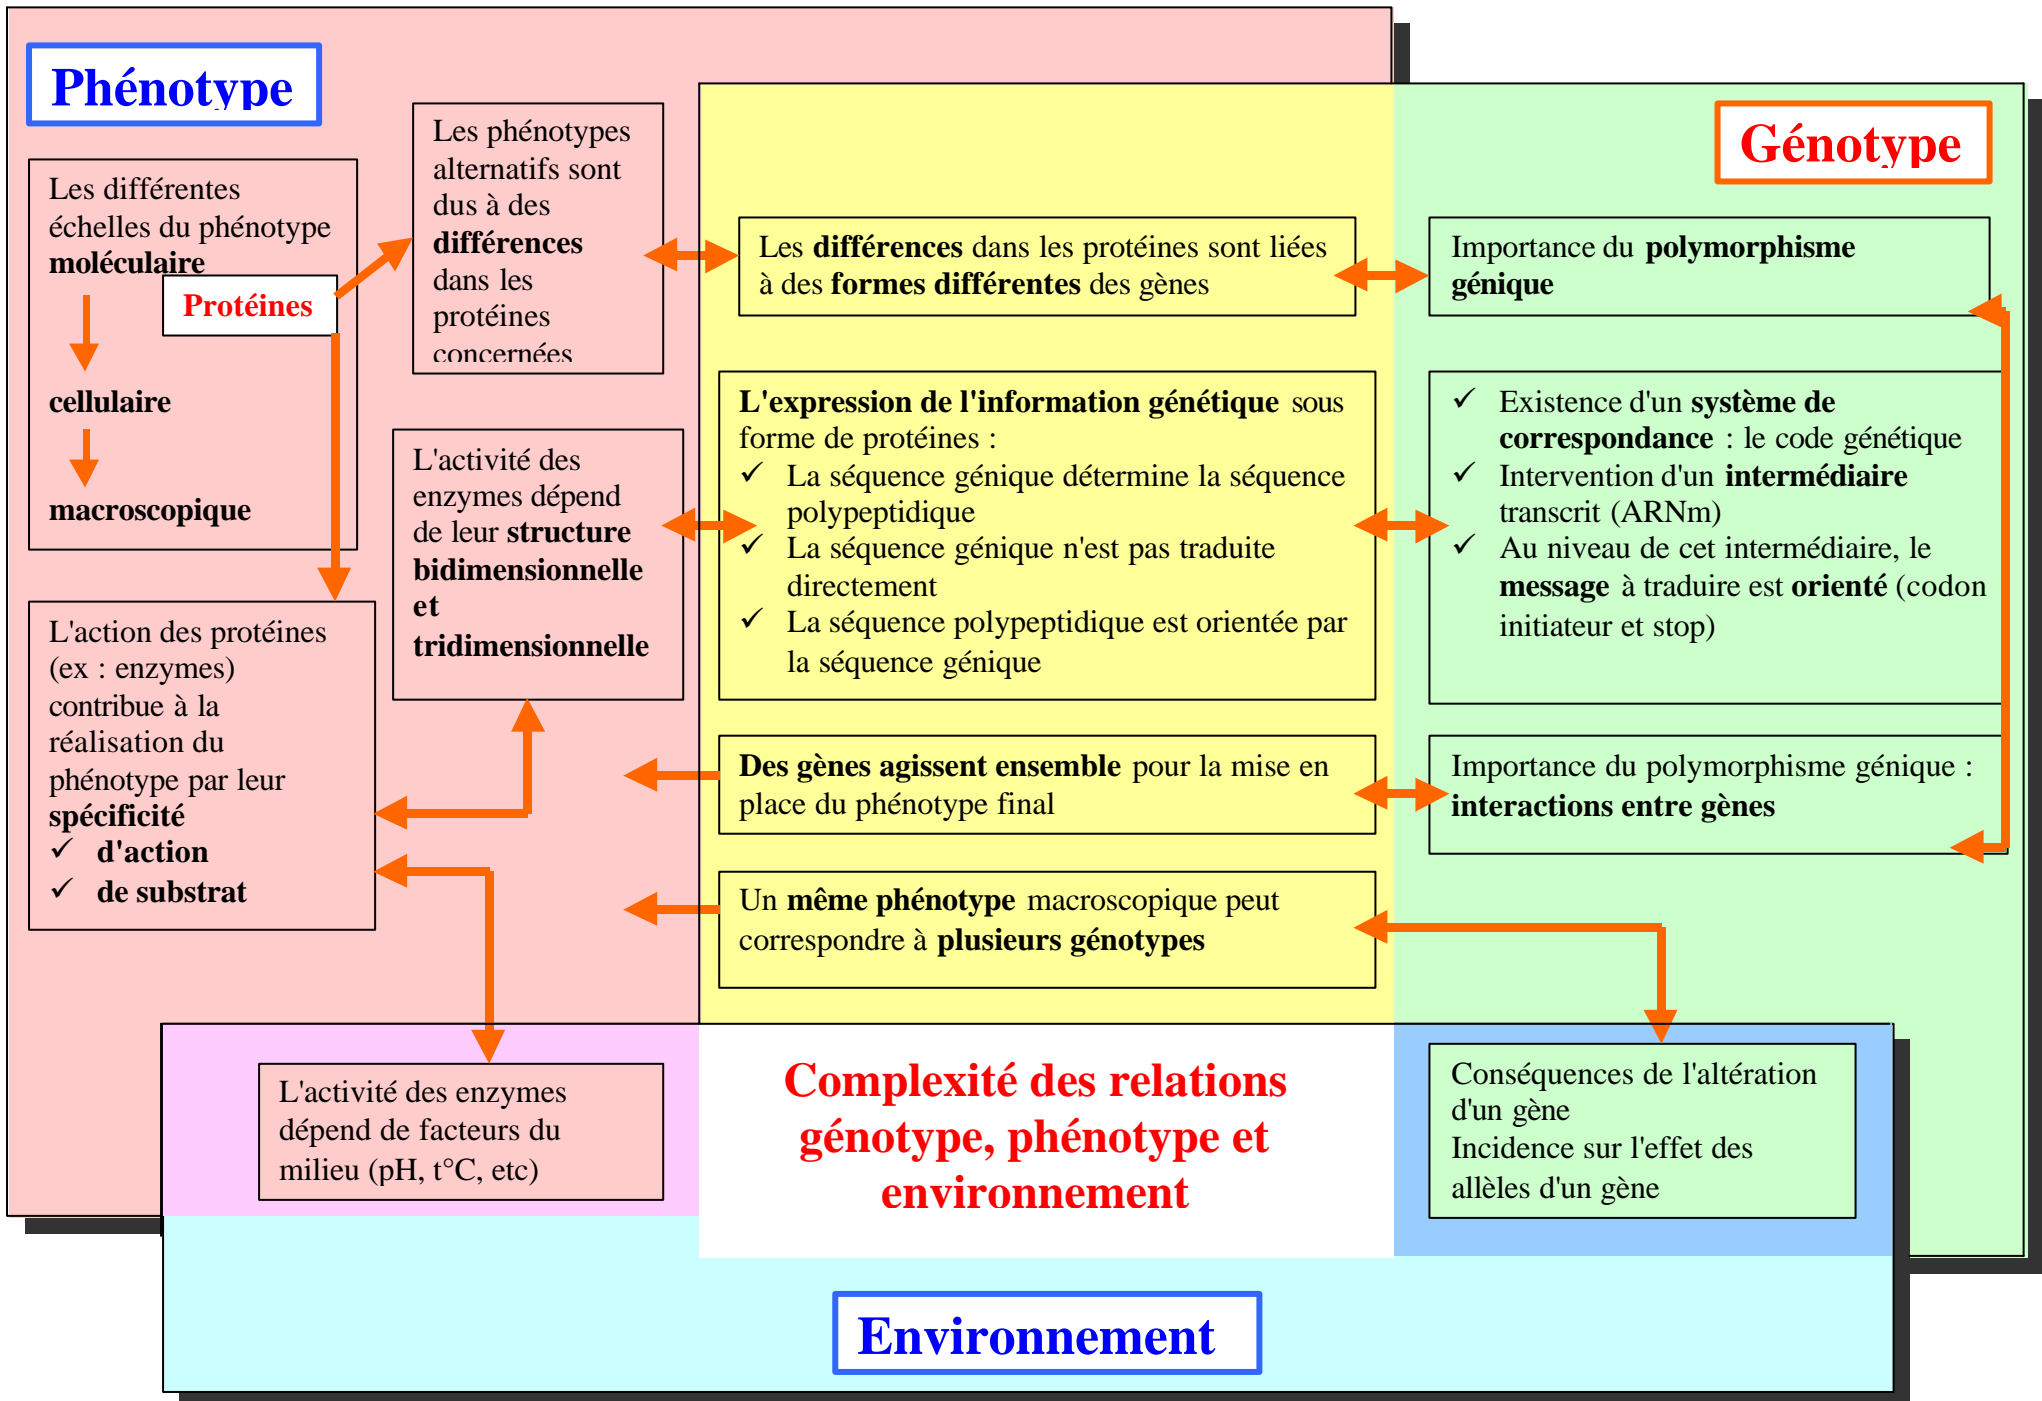 Phénotype
Génotype
Les différentes
échelles du phénotype
moléculaire
Protéines
cellulaire
macroscopique
Les phénotypes
alternatifs sont
dus à des
différences
dans les
protéines
concernées
Les différences dans les protéines sont liées
à des formes différentes des gènes
Importance du polymorphisme
génique
L'activité des
enzymes dépend
de leur structure
bidimensionnelle
et
tridimensionnelle
L'expression de l'information génétique sous
forme de protéines :
✓ La séquence génique détermine la séquence
polypeptidique
✓ La séquence génique n'est pas traduite
directement
✓ La séquence polypeptidique est orientée par
la séquence génique
✓ Existence d'un système de
correspondance : le code génétique
✓ Intervention d'un intermédiaire
transcrit (ARNm)
✓ Au niveau de cet intermédiaire, le
message à traduire est orienté (codon
initiateur et stop)
L'action des protéines
(ex : enzymes)
contribue à la
réalisation du
phénotype par leur
spécificité
✓ d'action
✓ de substrat
Des gènes agissent ensemble pour la mise en
place du phénotype final
Importance du polymorphisme génique :
interactions entre gènes
Un même phénotype macroscopique peut
correspondre à plusieurs génotypes
L'activité des enzymes
dépend de facteurs du
milieu (pH, t°C, etc)
Complexité des relations
génotype, phénotype et
environnement
Conséquences de l'altération
d'un gène
Incidence sur l'effet des
allèles d'un gène
Environnement